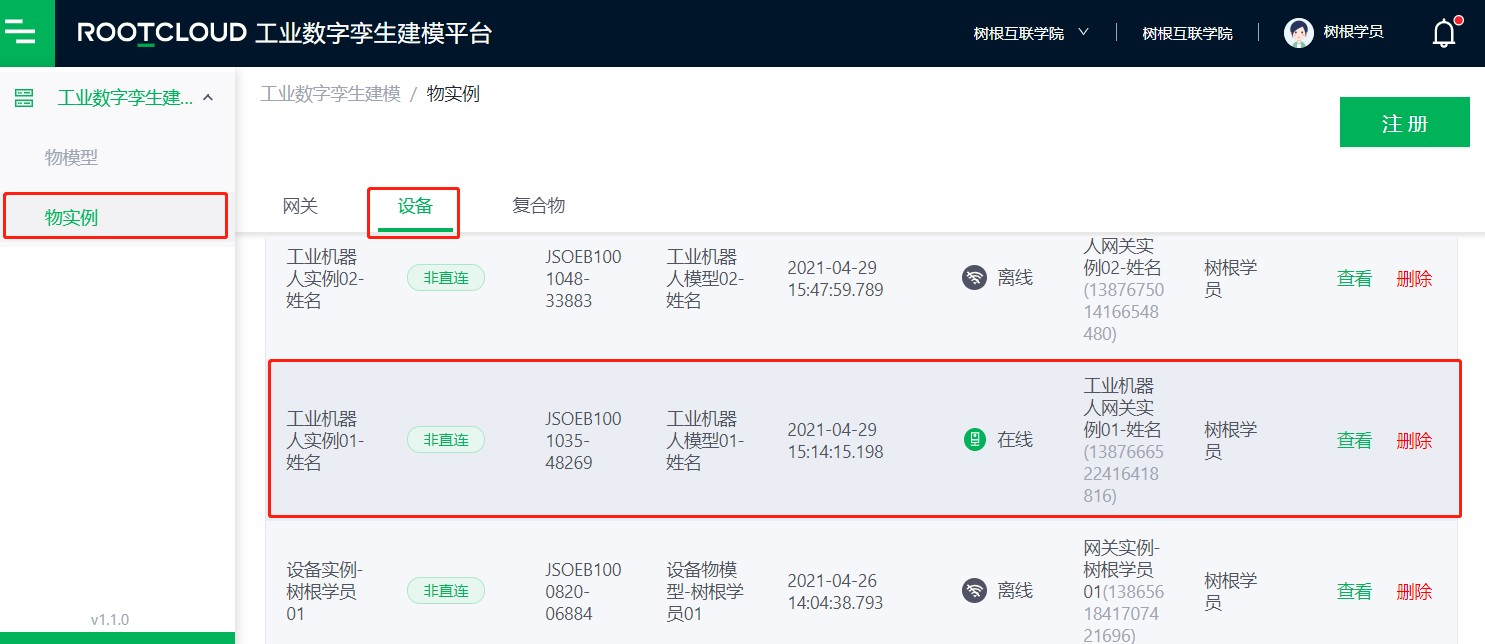 ROOTCLOUD 工业数字孪生建模平台
树根互联学院
树根互联学院
树根学员
工业数字孪生建...
物模型
物实例
v1.1.0
工业数字孪生建模 / 物实例
注册
网关
设备
复合物
工业机器
人实例02-
姓名
非直连
JSOEB100
1048-
33883
工业机器
人模型02-
姓名
2021-04-29
15:47:59.789
离线
人网关实
例02-姓名
(13876750
14166548
480)
树根学
员
查看
删除
工业机器
人实例01-
姓名
非直连
JSOEB100
1035-
48269
工业机器
人模型01-
姓名
2021-04-29
15:14:15.198
在线
工业机器
人网关实
例01-姓名
(13876665
22416418
816)
树根学
员
查看
删除
设备实例-
树根学员
01
非直连
JSOEB100
0820-
06884
设备物模
型-树根学
员01
2021-04-26
14:04:38.793
离线
网关实例-
树根学员
01(138656
18417074
21696)
树根学
员
查看
删除